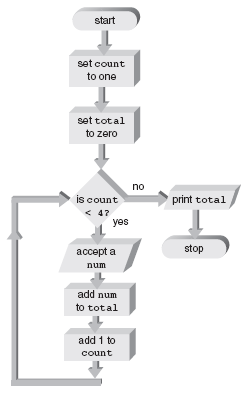 start
set count
to one
set total
to zero
is count
< 4?
no
yes
print total
stop
accept a
num
add num
to total
add 1 to
count